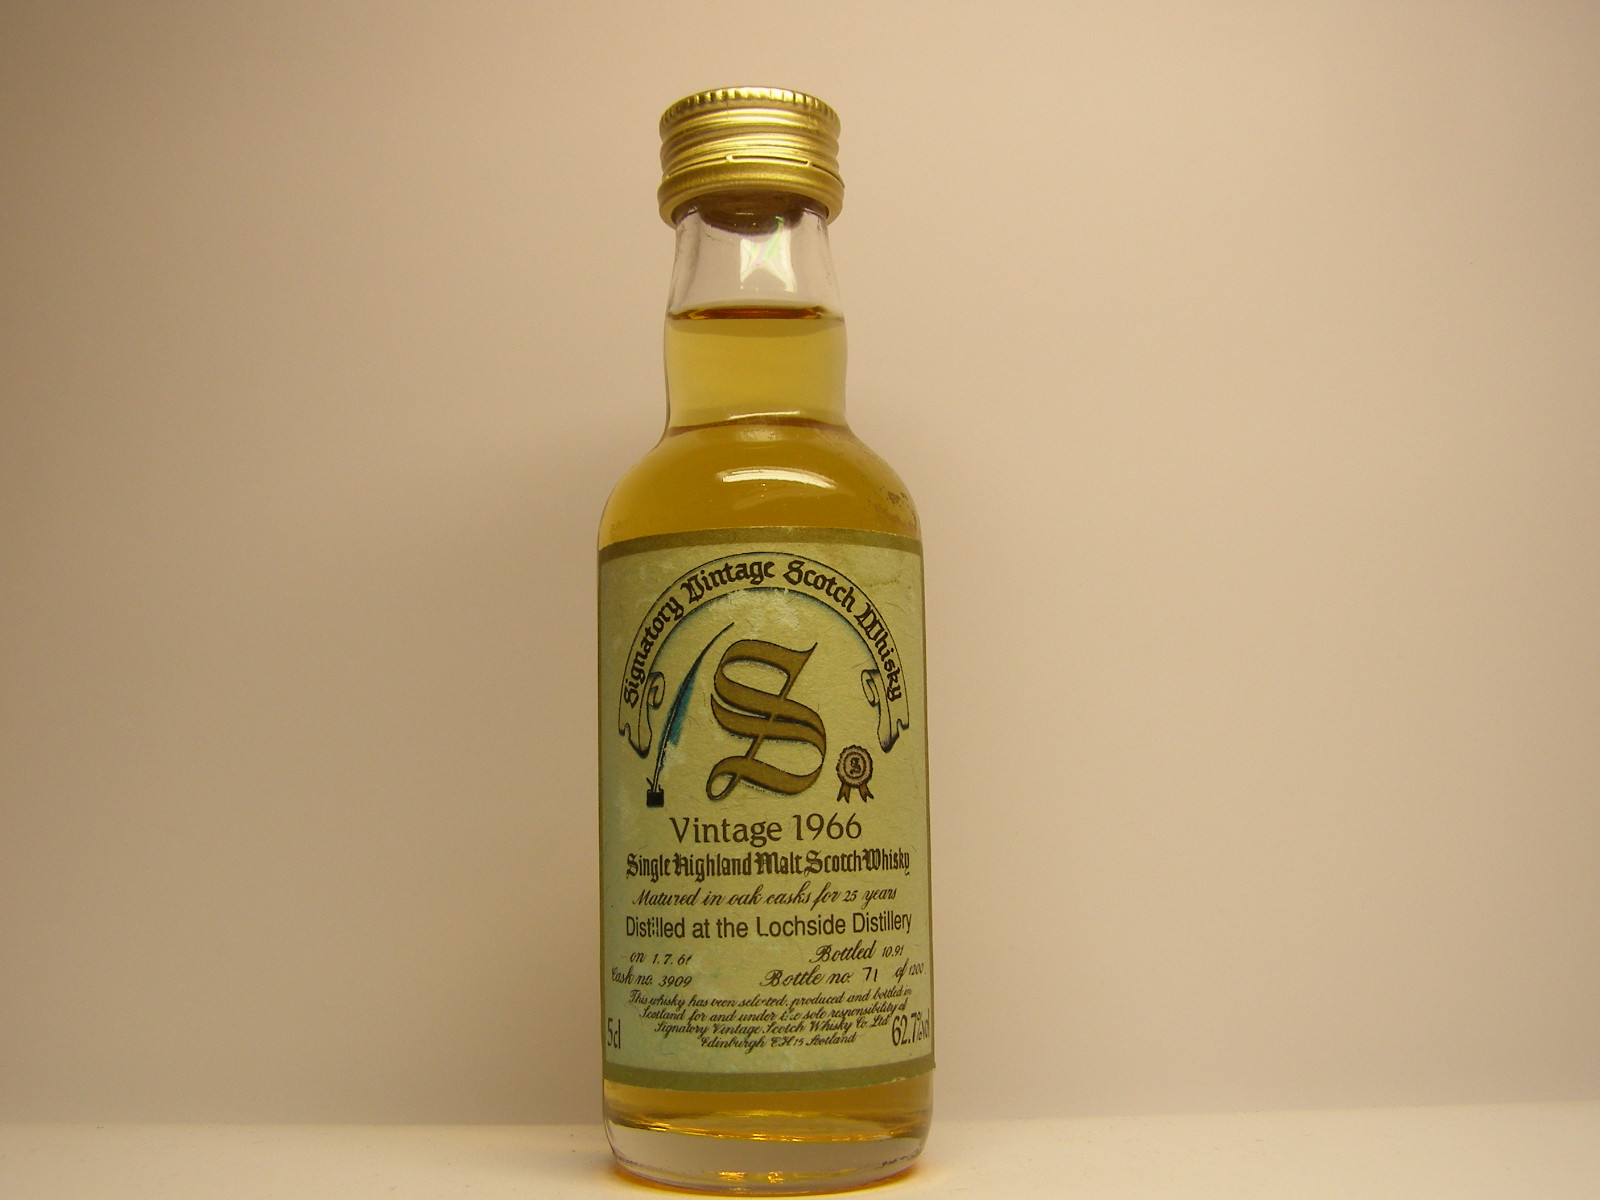 Signatory Vintage Scotch Whisky
S
S
Vintage 1966
Single Highland Malt Scotch Whisky
Matured in oak casks for 25 years
Distilled at the Lochside Distillery
on 1.7.66 Bottled 10.91
Cask no. 3909 Bottle no. 71 of 1200
This whisky has been selected, produced and bottled in
Scotland for and under the sole responsibility of
Signatory Vintage Scotch Whisky Co. Ltd
Edinburgh EH15 Scotland
5cl 62.7%vol